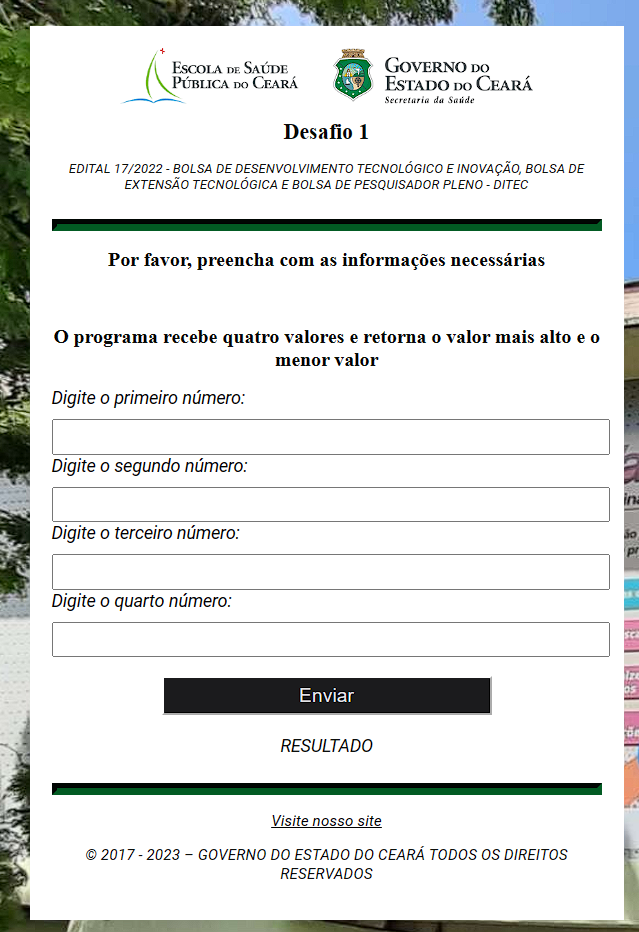 ESCOLA DE SAÚDE
PÚBLICA DO CEARÁ
GOVERNO DO
ESTADO DO CEARÁ
Secretaria da Saúde
Desafio 1
EDITAL 17/2022 - BOLSA DE DESENVOLVIMENTO TECNOLÓGICO E INOVAÇÃO, BOLSA DE
EXTENSÃO TECNOLÓGICA E BOLSA DE PESQUISADOR PLENO - DITEC
Por favor, preencha com as informações necessárias
O programa recebe quatro valores e retorna o valor mais alto e o
menor valor
Digite o primeiro número:
Digite o segundo número:
Digite o terceiro número:
Digite o quarto número:
Enviar
RESULTADO
Visite nosso site
© 2017 - 2023 – GOVERNO DO ESTADO DO CEARÁ TODOS OS DIREITOS
RESERVADOS